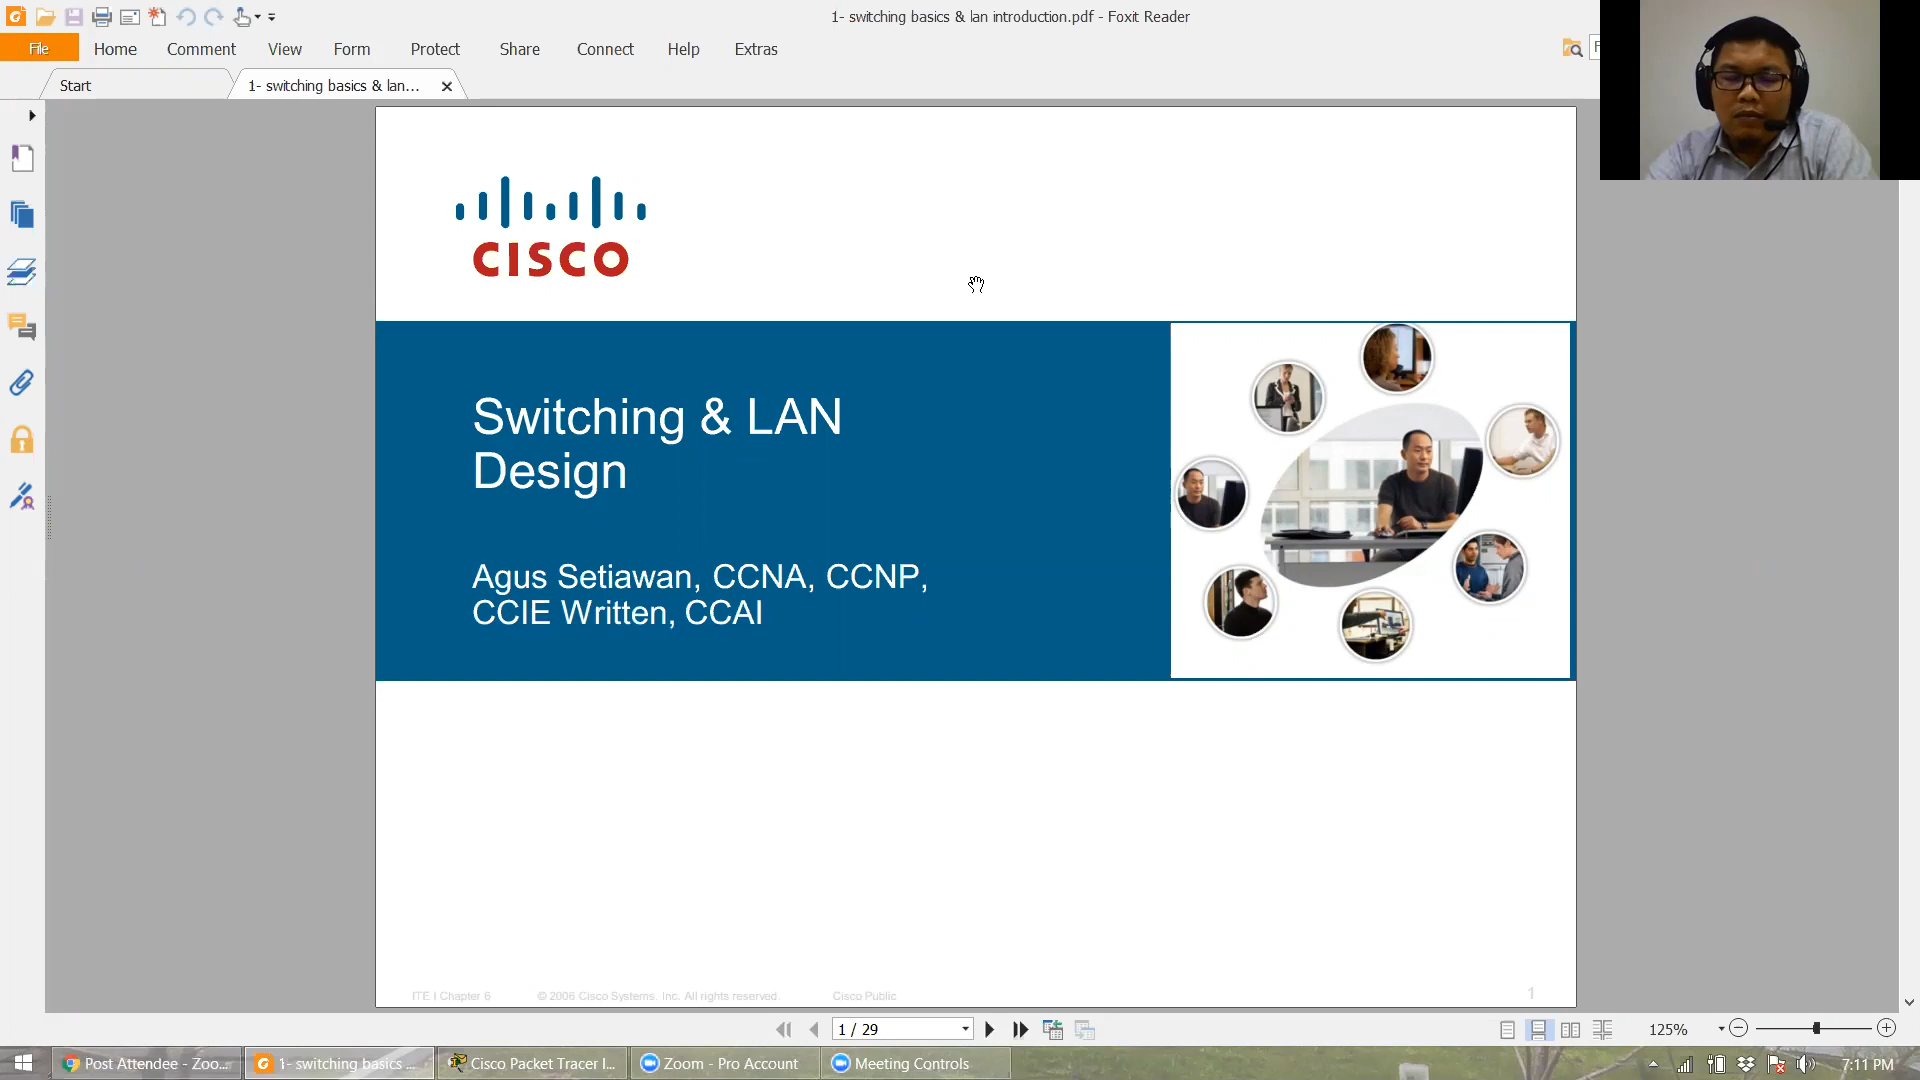 1- switching basics & lan introduction.pdf - Foxit Reader
File Home Comment View Form Protect Share Connect Help Extras
Start 1- switching basics & lan...
CISCO
Switching & LAN
Design
Agus Setiawan, CCNA, CCNP,
CCIE Written, CCAI
ITE I Chapter 6 © 2006 Cisco Systems, Inc. All rights reserved. Cisco Public 1
1 / 29 125%
Post Attendee - Zoo... 1- switching basics ... Cisco Packet Tracer I... Zoom - Pro Account Meeting Controls 7:11 PM